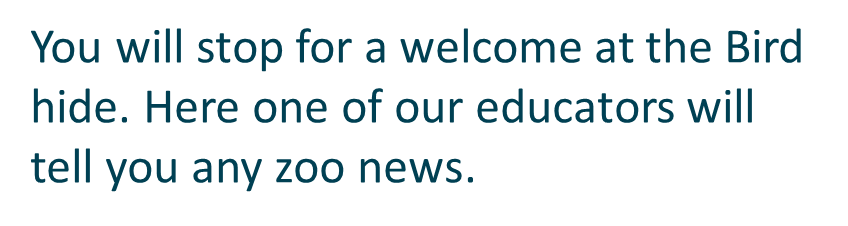 You will stop for a welcome at the Bird
hide. Here one of our educators will
tell you any zoo news.